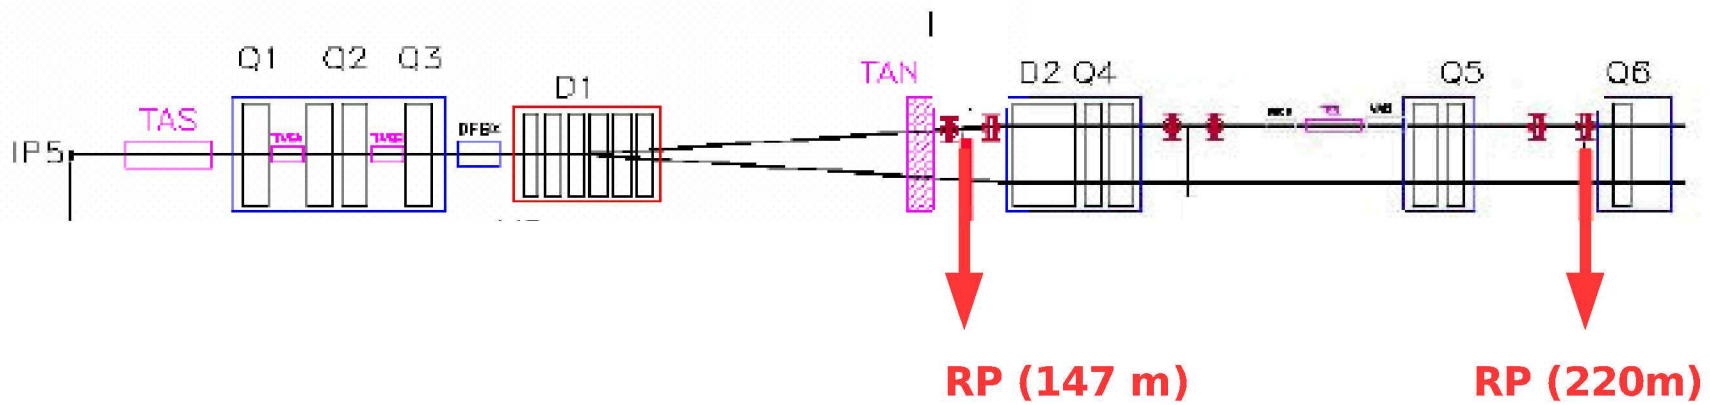 Q1 Q2 Q3
D1
TAN
D2 Q4
Q5
Q6
TAS
DFBX
IP5
RP (147 m)
RP (220m)